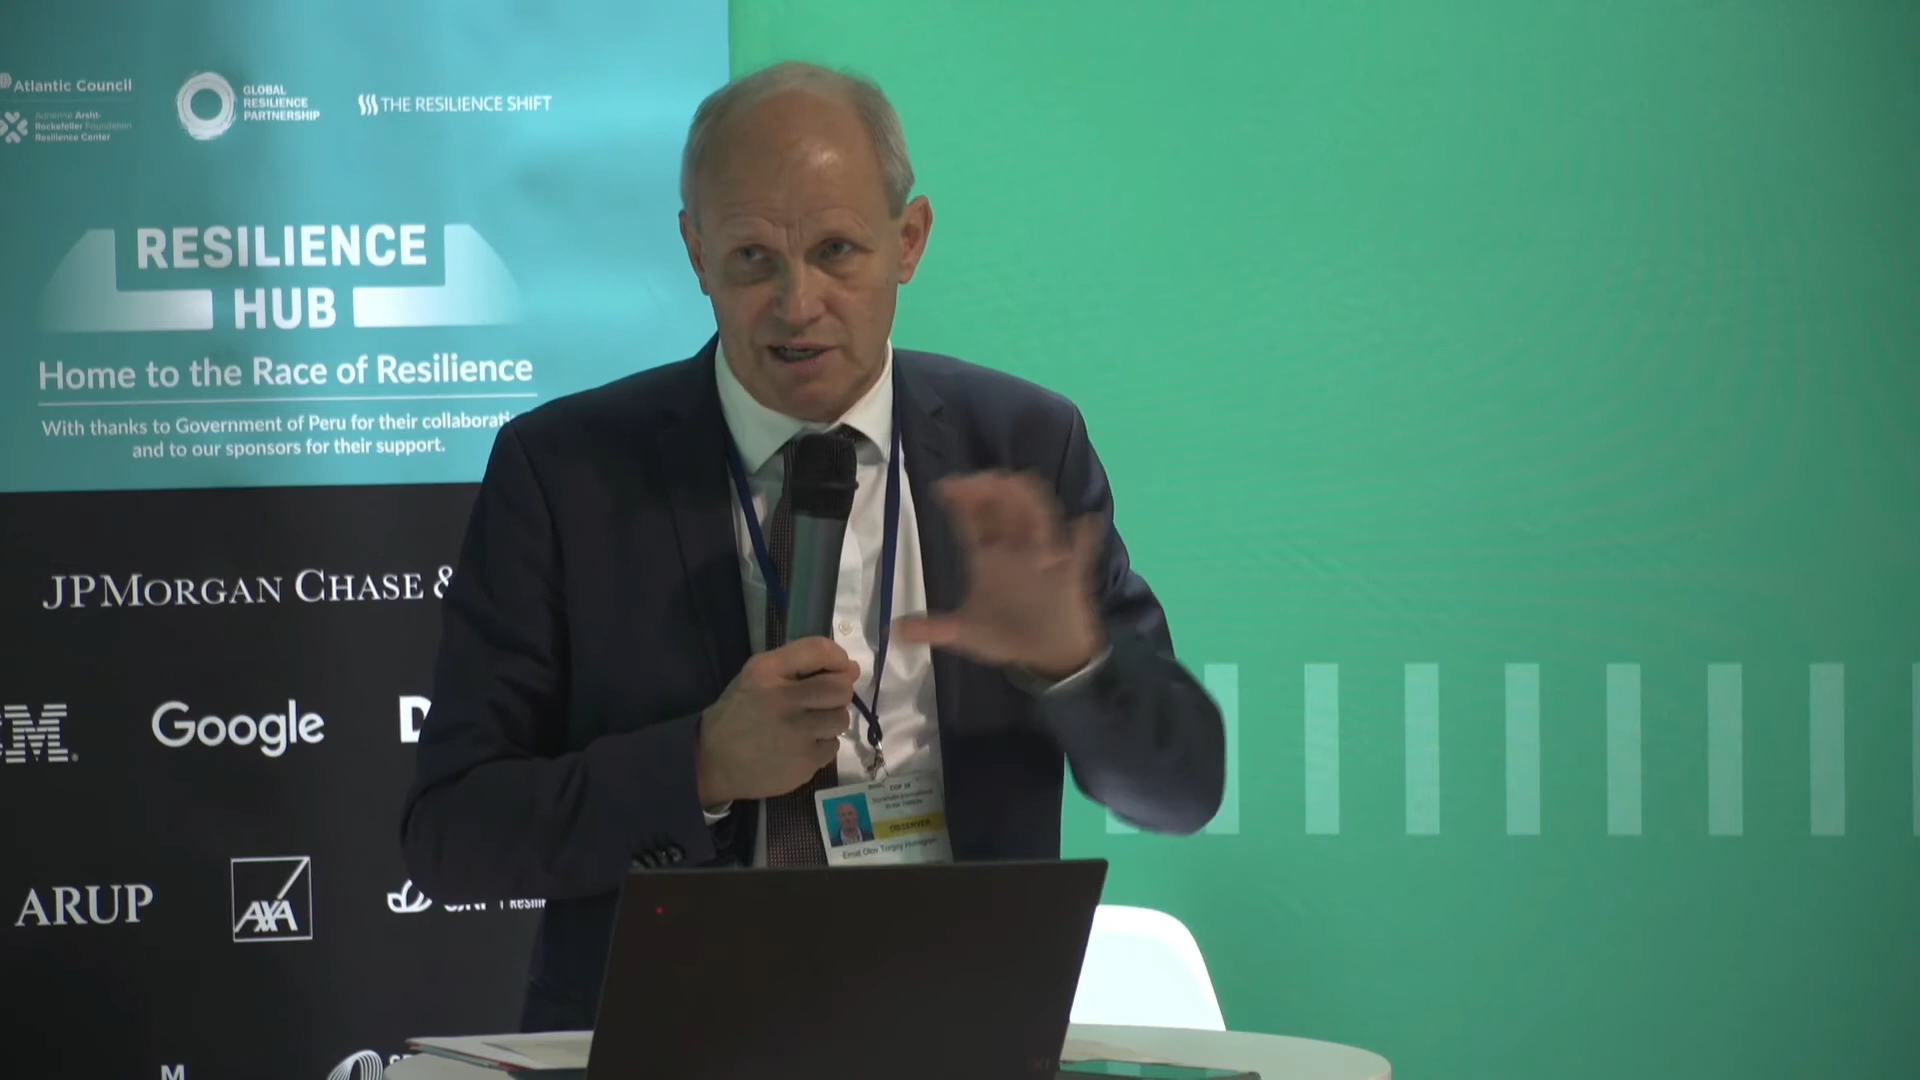 Atlantic Council
Adrienne Arsht-
Rockefeller Foundation
Resilience Center
GLOBAL
RESILIENCE
PARTNERSHIP
THE RESILIENCE SHIFT
RESILIENCE
HUB
Home to the Race of Resilience
With thanks to Government of Peru for their
and to our sponsors for their support.
JPMORGAN CHASE &
Google
ARUP
AXA
COP 26
OBSERVER
M